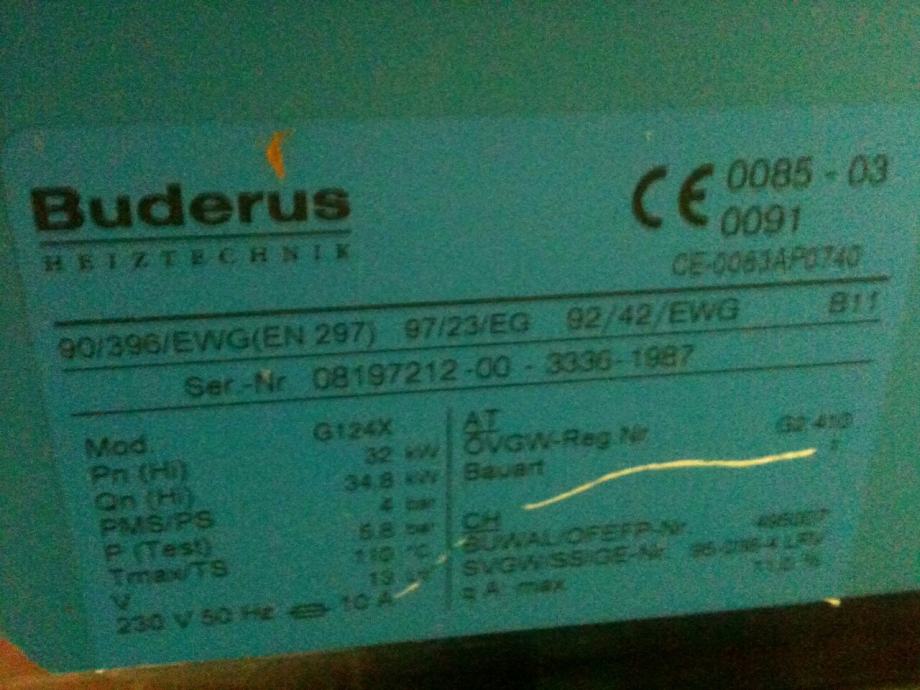 Buderus
HEIZTECHNIK
CE 0085 - 03
0091
CE-0063AP0740
90/396/EWG(EN 297) 97/23/EG 92/42/EWG B11
Ser.-Nr 08197212-00 - 3336-1987
Mod. G124X
Pn (Hi) 32 kW
Qn (Hi) 34,8 kW
PMS/PS 4 bar
P (Test) 5,8 bar
Tmax/TS 110 °C
V 13
230 V 50 Hz 10 A
AT
ÖVGW-Reg.Nr G2.410
Bauart
CH
BUWAL/OFEFP-Nr
SVGW/SSIGE-Nr
q A, max